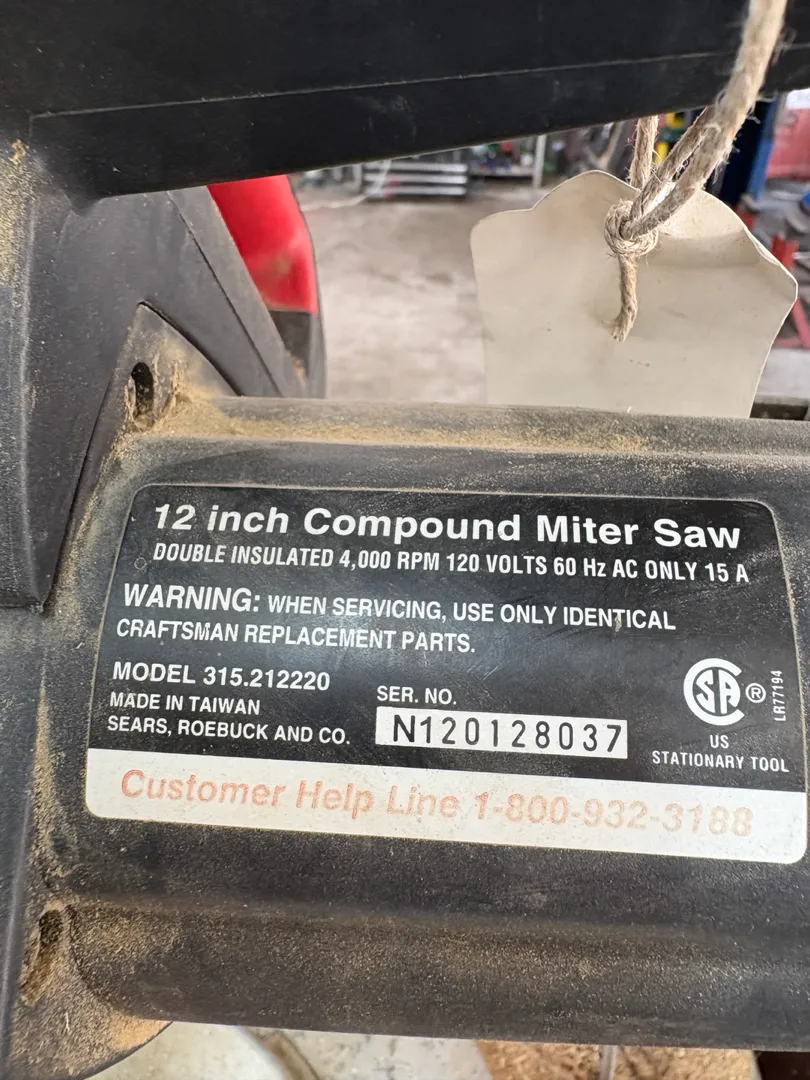 12 inch Compound Miter Saw
DOUBLE INSULATED 4,000 RPM 120 VOLTS 60 Hz AC ONLY 15 A
WARNING: WHEN SERVICING, USE ONLY IDENTICAL
CRAFTSMAN REPLACEMENT PARTS.
MODEL 315.212220
MADE IN TAIWAN
SEARS, ROEBUCK AND CO.
SER. NO.
N120128037
SA ®
LR77194
US
STATIONARY TOOL
Customer Help Line 1-800-932-3188